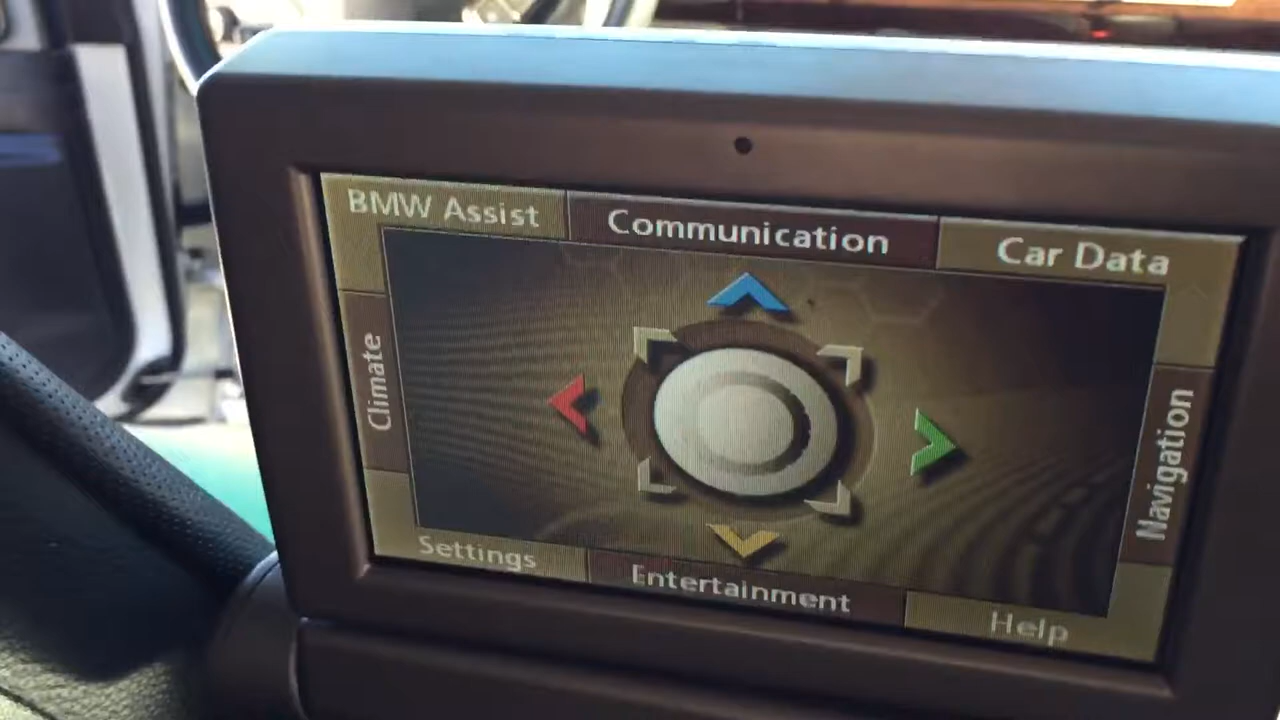 BMW Assist
Communication
Car Data
Climate
Navigation
Settings
Entertainment
Help